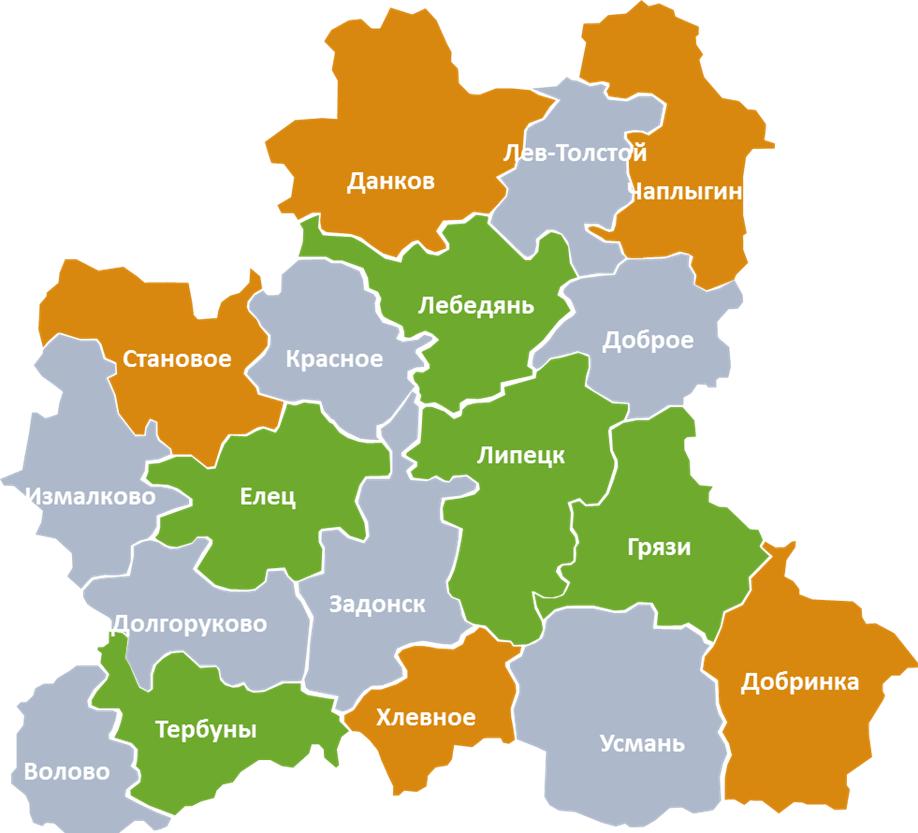 Лев-Толстой
Данков
Чаплыгин
Лебедянь
Доброе
Становое
Красное
Липецк
Измалково
Елец
Грязи
Задонск
Долгоруково
Добринка
Хлевное
Тербуны
Усмань
Волово